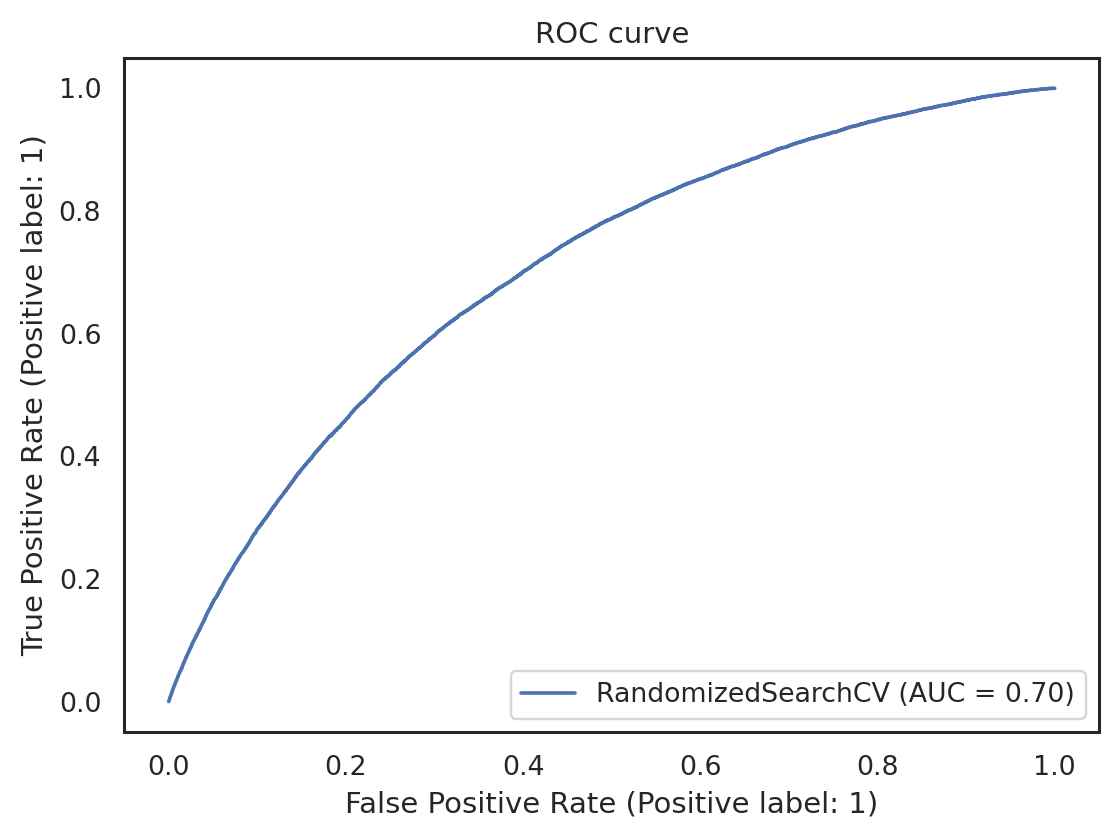 ROC curve
True Positive Rate (Positive label: 1)
1.0
0.8
0.6
0.4
0.2
0.0
RandomizedSearchCV (AUC = 0.70)
0.0 0.2 0.4 0.6 0.8 1.0
False Positive Rate (Positive label: 1)